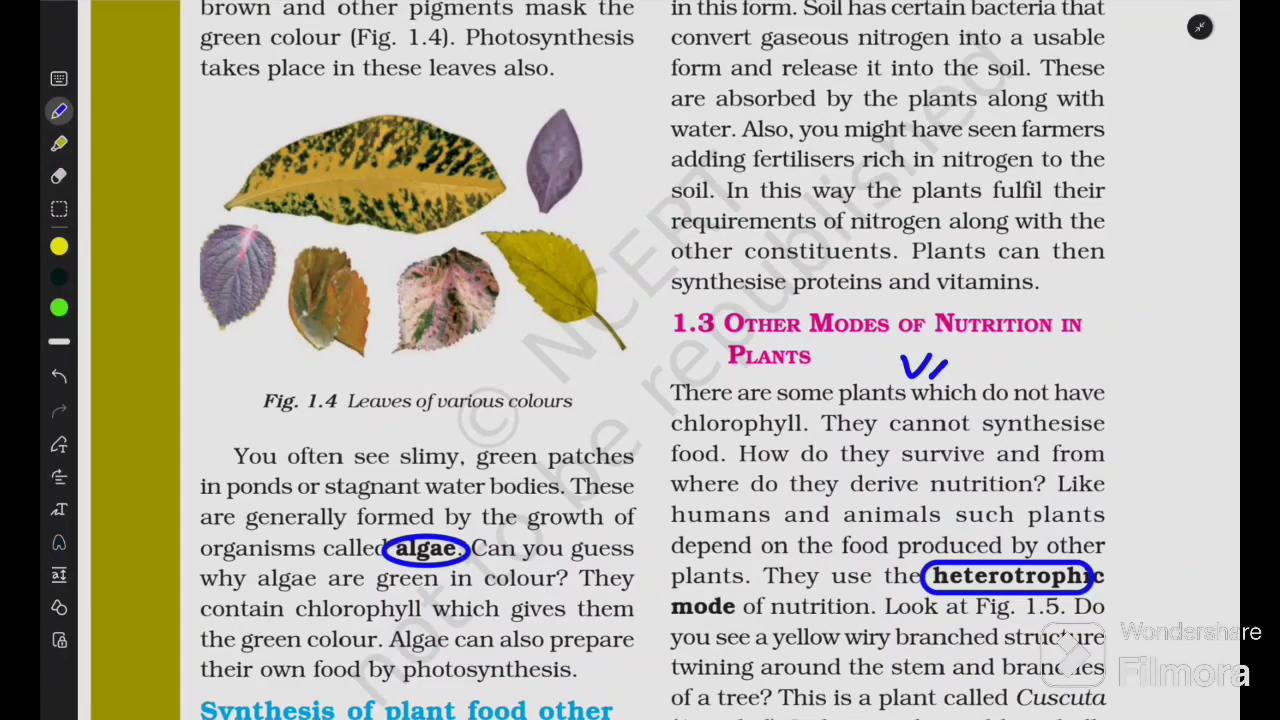 brown and other pigments mask the
green colour (Fig. 1.4). Photosynthesis
takes place in these leaves also.
Fig. 1.4 Leaves of various colours
You often see slimy, green patches
in ponds or stagnant water bodies. These
are generally formed by the growth of
organisms called algae. Can you guess
why algae are green in colour? They
contain chlorophyll which gives them
the green colour. Algae can also prepare
their own food by photosynthesis.
Synthesis of plant food other
in this form. Soil has certain bacteria that
convert gaseous nitrogen into a usable
form and release it into the soil. These
are absorbed by the plants along with
water. Also, you might have seen farmers
adding fertilisers rich in nitrogen to the
soil. In this way the plants fulfil their
requirements of nitrogen along with the
other constituents. Plants can then
synthesise proteins and vitamins.
1.3 OTHER MODES OF NUTRITION IN
PLANTS
There are some plants which do not have
chlorophyll. They cannot synthesise
food. How do they survive and from
where do they derive nutrition? Like
humans and animals such plants
depend on the food produced by other
plants. They use the heterotrophic
mode of nutrition. Look at Fig. 1.5. Do
you see a yellow wiry branched structure
twining around the stem and branches
of a tree? This is a plant called Cuscuta
© NCERT
not to be republished
Wondershare
Filmora